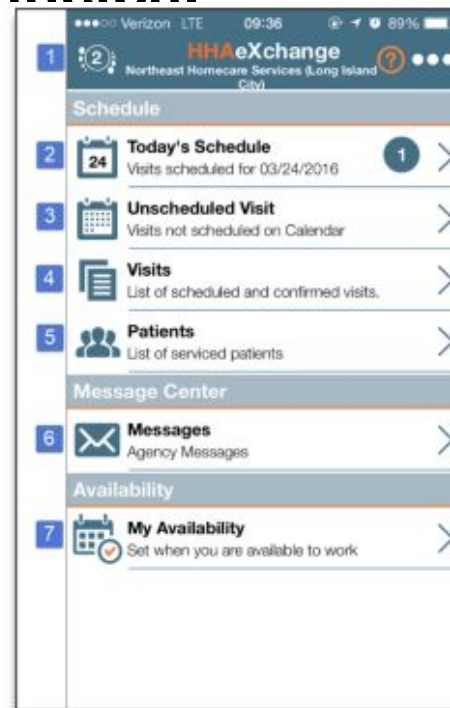 Verizon LTE 09:36 89%
1
2
HHAeXchange
?
Northeast Homecare Services (Long Island
City)
Schedule
2
24
Today's Schedule
1
Visits scheduled for 03/24/2016
3
Unscheduled Visit
Visits not scheduled on Calendar
4
Visits
List of scheduled and confirmed visits.
5
Patients
List of serviced patients
Message Center
6
Messages
Agency Messages
Availability
7
My Availability
Set when you are available to work